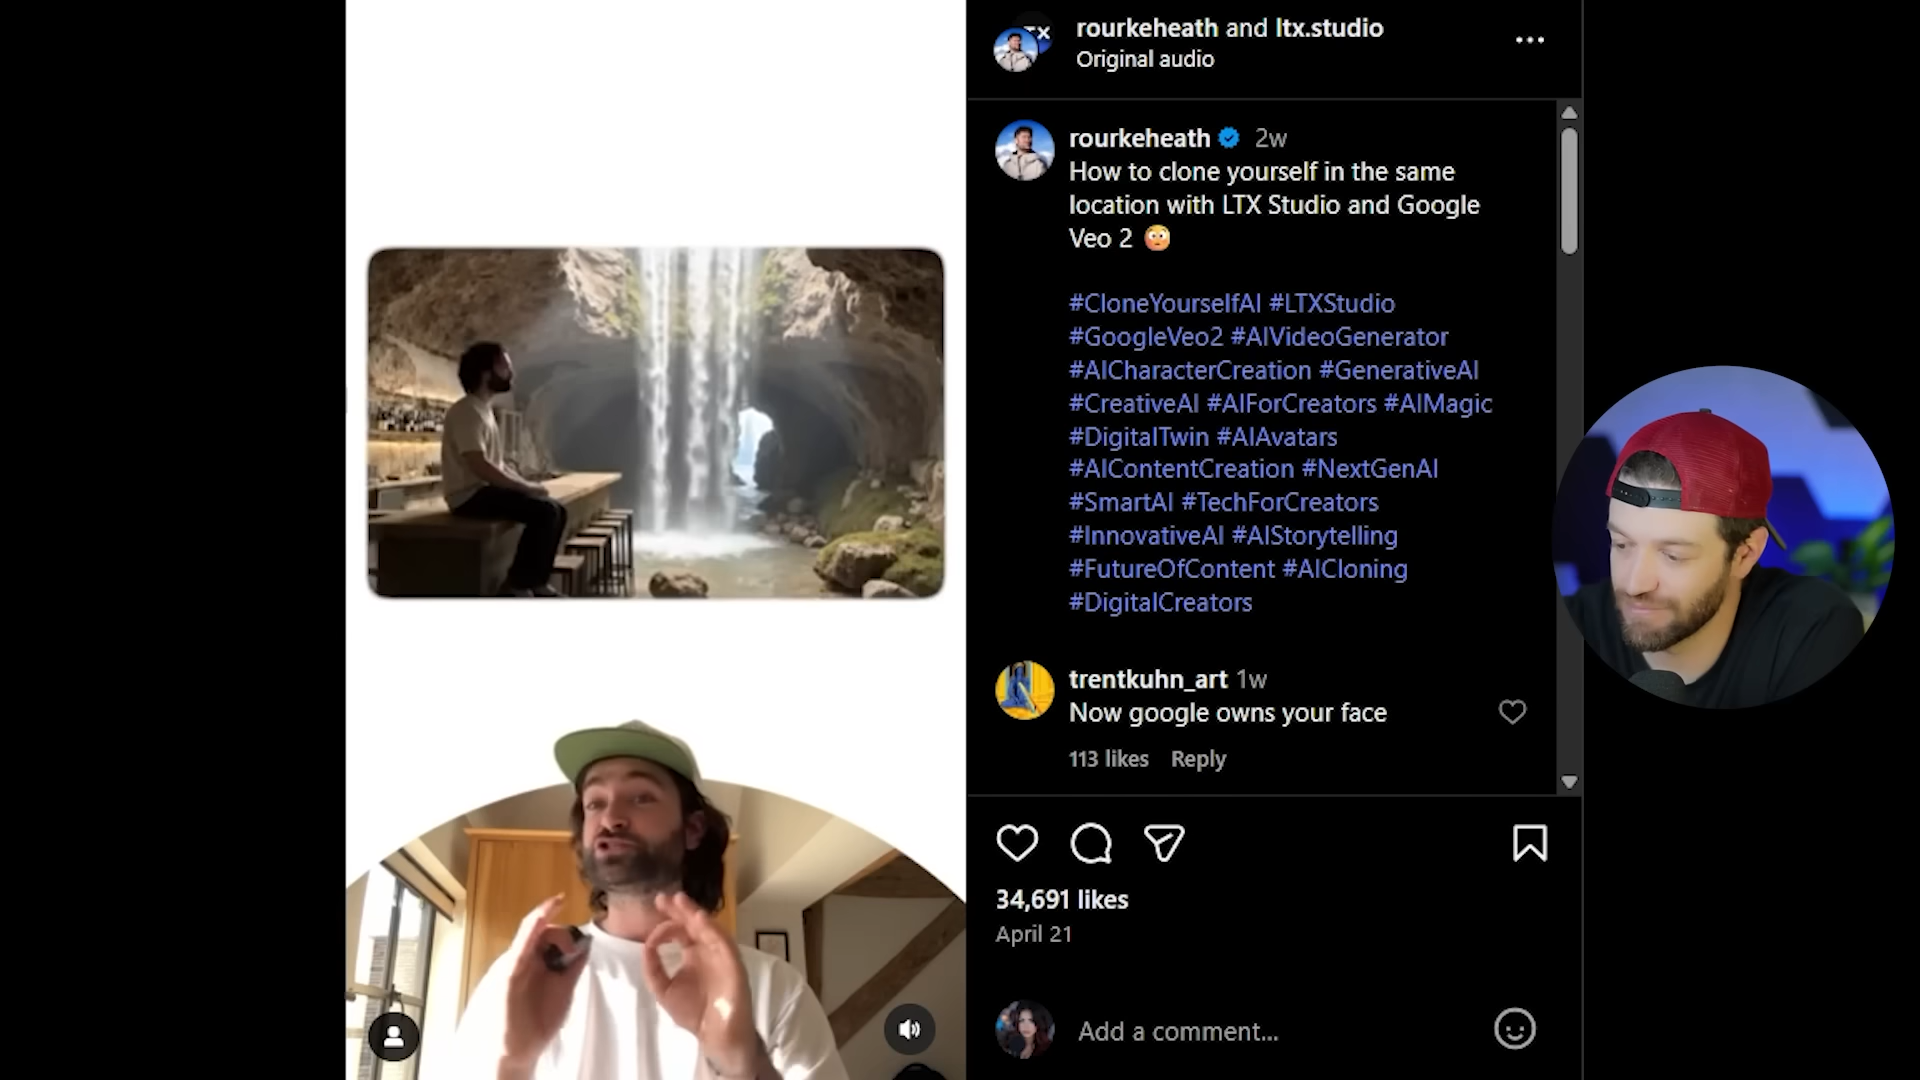 rourkeheath and ltx.studio
Original audio
rourkeheath 2w
How to clone yourself in the same
location with LTX Studio and Google
Veo 2 😳
#CloneYourselfAI #LTXStudio
#GoogleVeo2 #AIVideoGenerator
#AICharacterCreation #GenerativeAI
#CreativeAI #AIForCreators #AIMagic
#DigitalTwin #AIAvatars
#AIContentCreation #NextGenAI
#SmartAI #TechForCreators
#InnovativeAI #AIStorytelling
#FutureOfContent #AICloning
#DigitalCreators
trentkuhn_art 1w
Now google owns your face
113 likes Reply
34,691 likes
April 21
Add a comment...